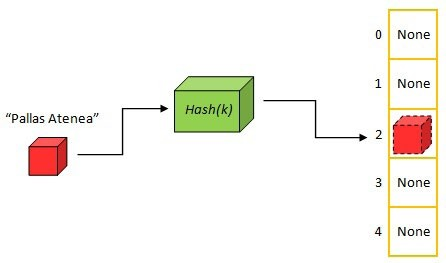 “Pallas Atenea”
Hash(k)
0 None
1 None
2
3 None
4 None